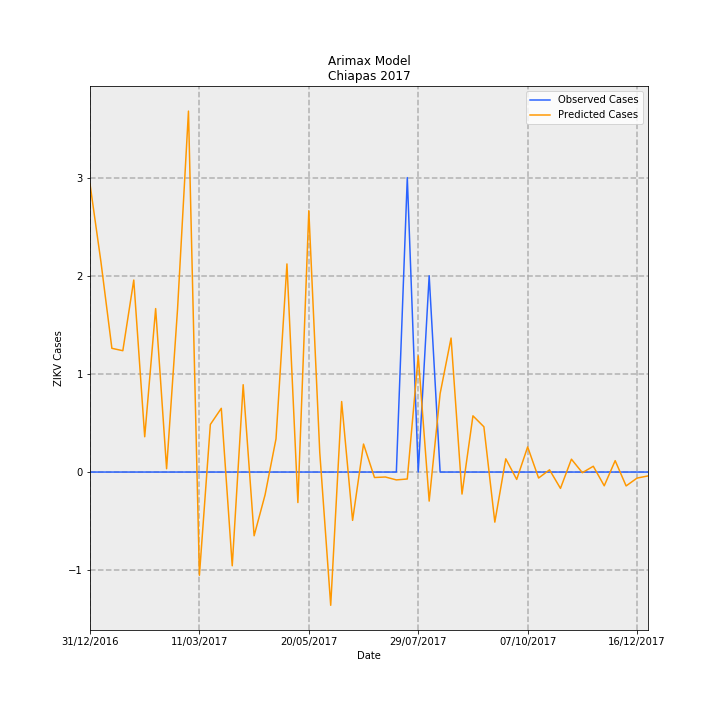 Arimax Model
Chiapas 2017
Observed Cases
Predicted Cases
ZIKV Cases
3
2
1
0
−1
31/12/2016 11/03/2017 20/05/2017 29/07/2017 07/10/2017 16/12/2017
Date